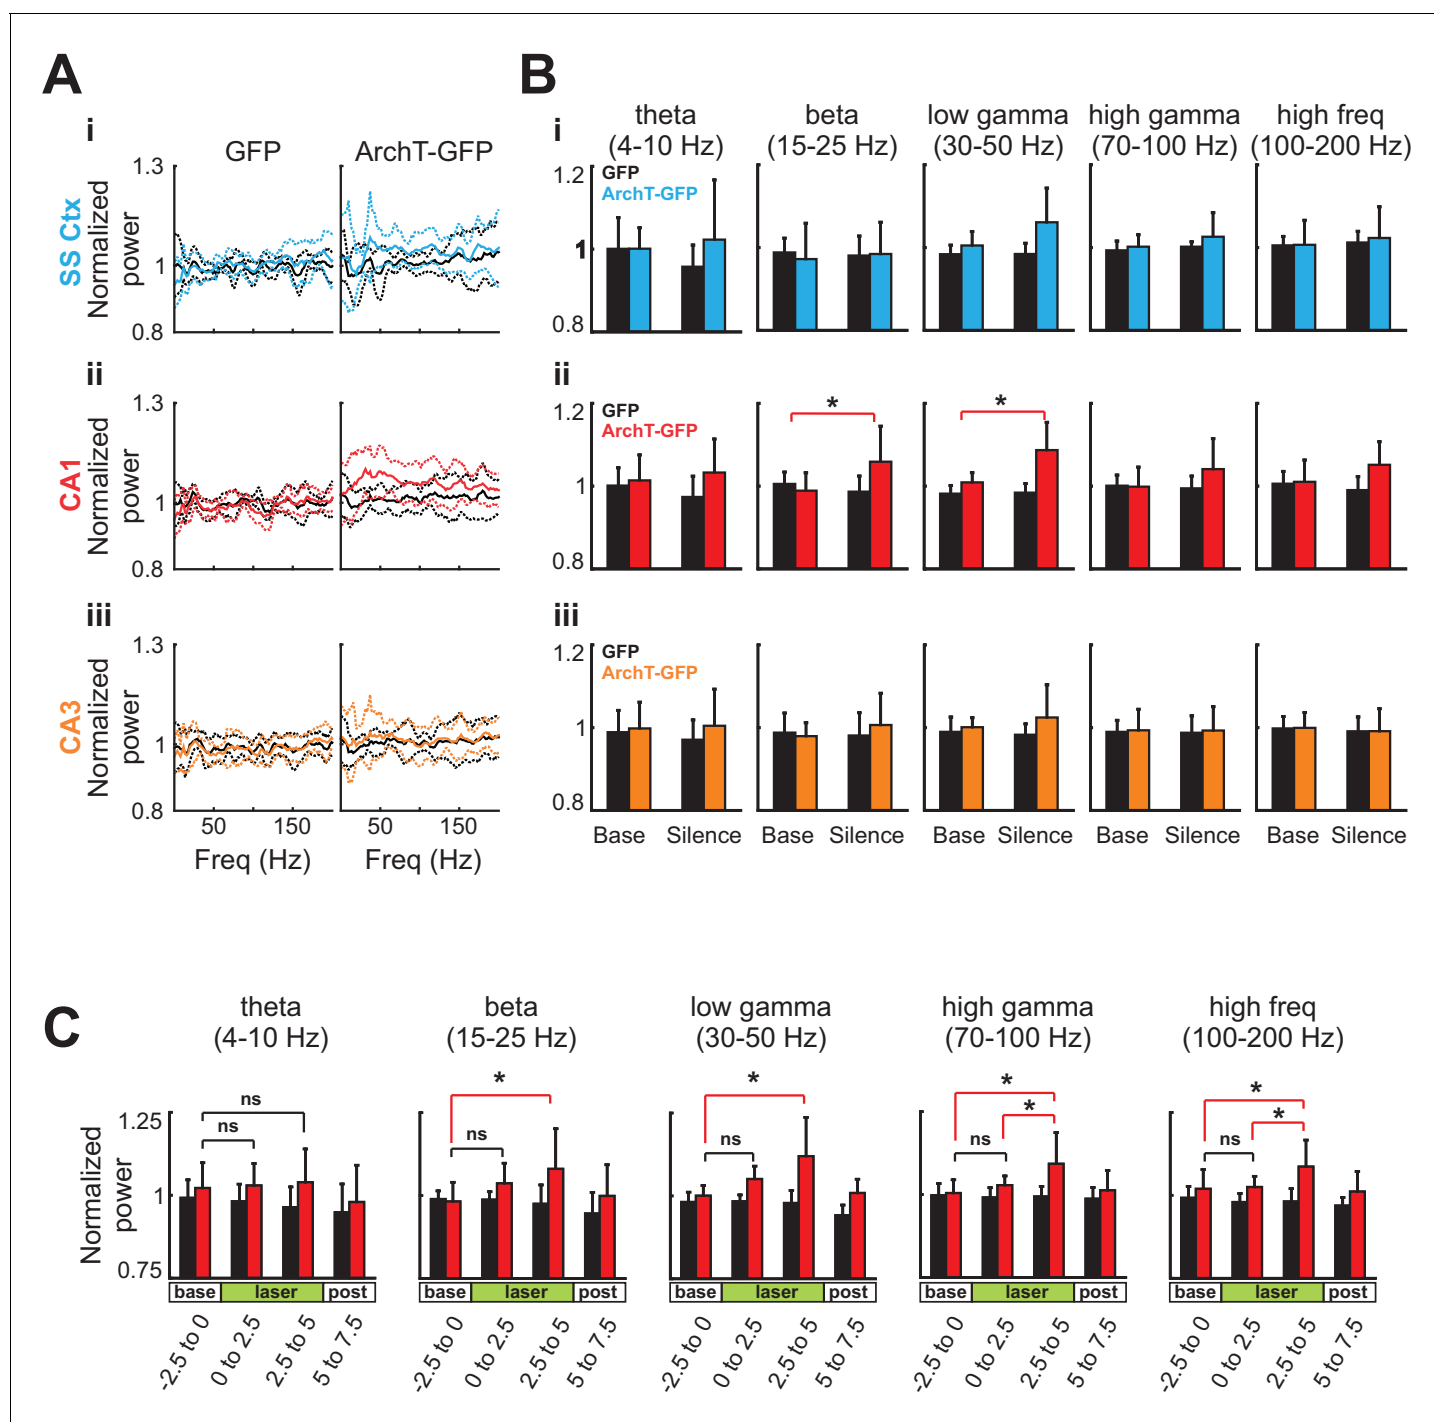 A
i
GFP
ArchT-GFP
SS Ctx
Normalized
power
1.3
1
0.8
ii
CA1
Normalized
power
1.3
1
0.8
iii
CA3
Normalized
power
1.3
1
0.8
50 150
50 150
Freq (Hz)
Freq (Hz)
B
theta
(4-10 Hz)
beta
(15-25 Hz)
low gamma
(30-50 Hz)
high gamma
(70-100 Hz)
high freq
(100-200 Hz)
i
1.2
1
0.8
GFP
ArchT-GFP
ii
1.2
1
0.8
GFP
ArchT-GFP
*
*
iii
1.2
1
0.8
GFP
ArchT-GFP
Base Silence
Base Silence
Base Silence
Base Silence
Base Silence
C
theta
(4-10 Hz)
beta
(15-25 Hz)
low gamma
(30-50 Hz)
high gamma
(70-100 Hz)
high freq
(100-200 Hz)
Normalized
power
1.25
1
0.75
ns
ns
*
ns
*
ns
*
*
ns
*
*
ns
base laser post
base laser post
base laser post
base laser post
base laser post
-2.5 to 0
0 to 2.5
2.5 to 5
5 to 7.5
-2.5 to 0
0 to 2.5
2.5 to 5
5 to 7.5
-2.5 to 0
0 to 2.5
2.5 to 5
5 to 7.5
-2.5 to 0
0 to 2.5
2.5 to 5
5 to 7.5
-2.5 to 0
0 to 2.5
2.5 to 5
5 to 7.5